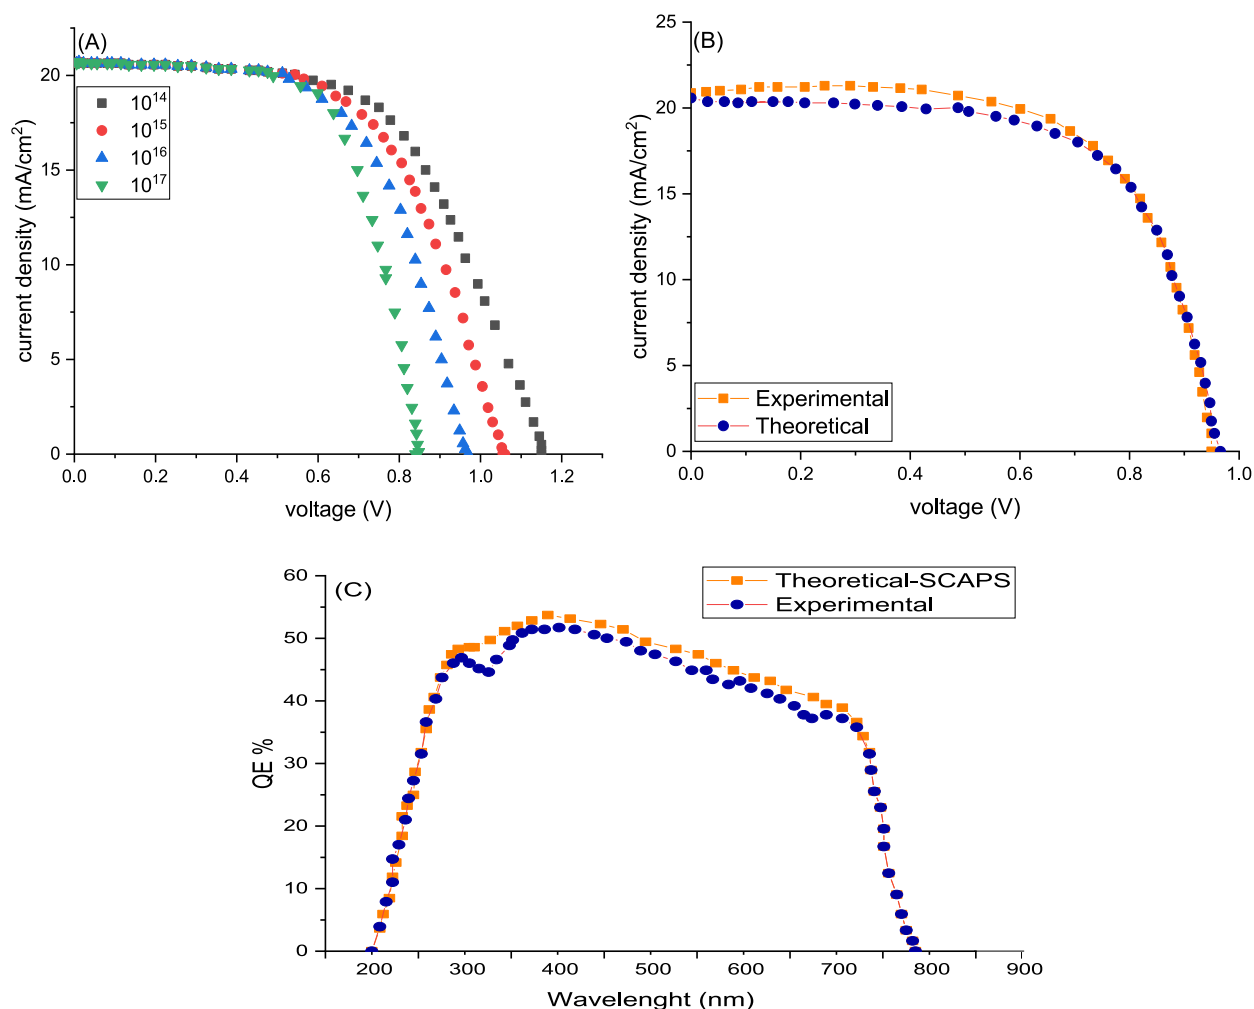 (A)
20
15
10
5
0
10^14
10^15
10^16
10^17
current density (mA/cm^2)
0.0 0.2 0.4 0.6 0.8 1.0 1.2
voltage (V)
(B)
25
20
15
10
5
0
Experimental
Theoretical
current density (mA/cm^2)
0.0 0.2 0.4 0.6 0.8 1.0
voltage (V)
(C)
60
50
40
30
20
10
0
Theoretical-SCAPS
Experimental
QE %
200 300 400 500 600 700 800 900
Wavelenght (nm)